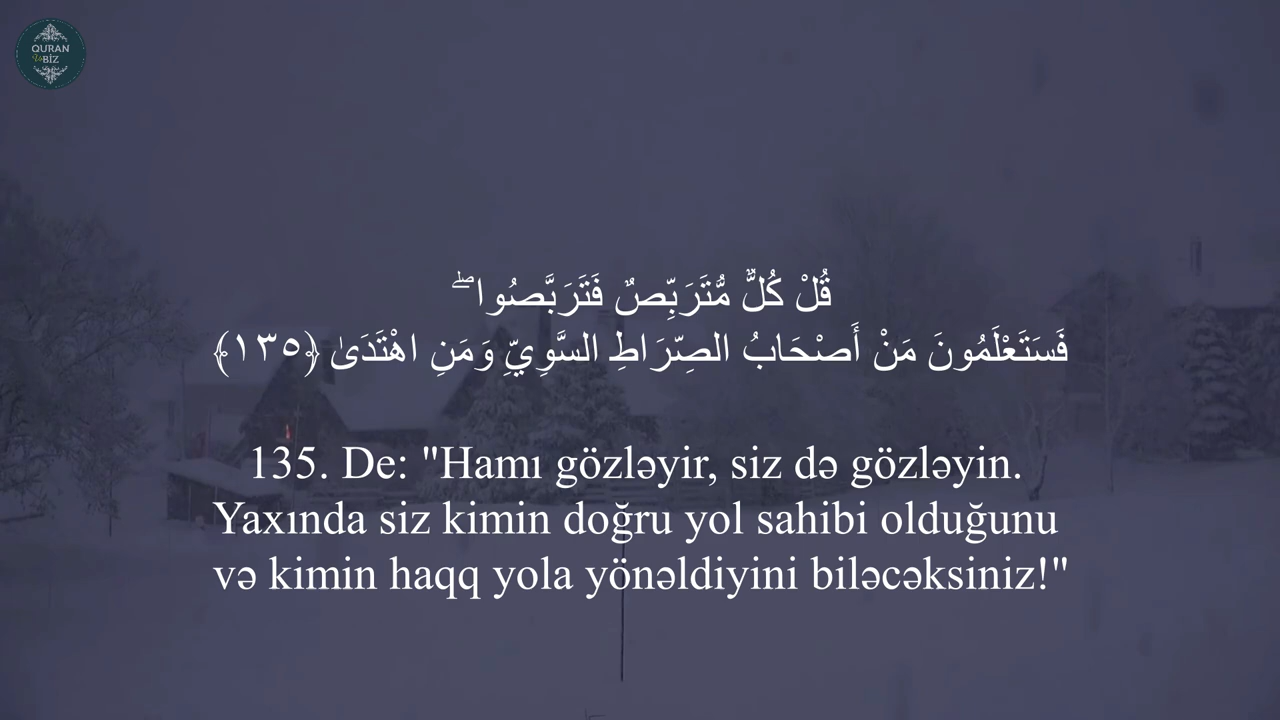 QURAN
Və BİZ
قُلْ كُلٌّ مُّتَرَبِّصٌ فَتَرَبَّصُوا ۖ
فَسَتَعْلَمُونَ مَنْ أَصْحَابُ الصِّرَاطِ السَّوِيِّ وَمَنِ اهْتَدَىٰ ﴿١٣٥﴾
135. De: "Hamı gözləyir, siz də gözləyin.
Yaxında siz kimin doğru yol sahibi olduğunu
və kimin haqq yola yönəldiyini biləcəksiniz!"